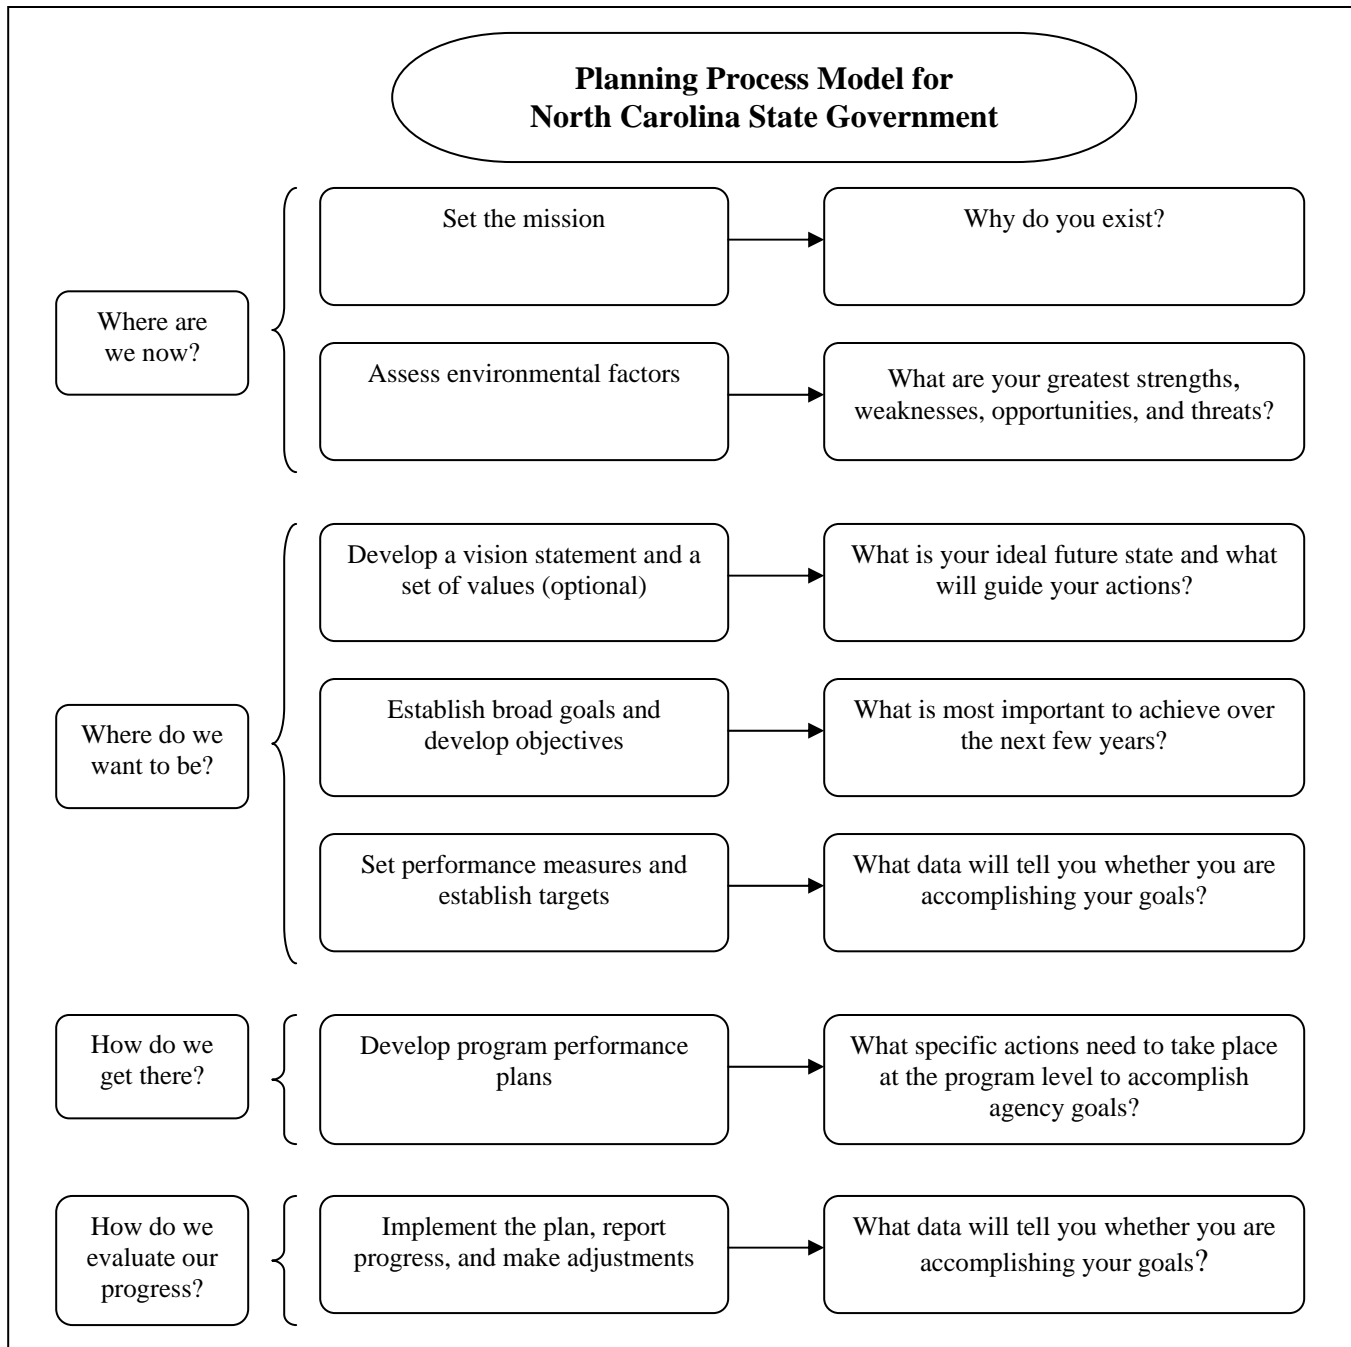 Planning Process Model for
North Carolina State Government
Where are
we now?
Set the mission
Why do you exist?
Assess environmental factors
What are your greatest strengths,
weaknesses, opportunities, and threats?
Where do we
want to be?
Develop a vision statement and a
set of values (optional)
What is your ideal future state and what
will guide your actions?
Establish broad goals and
develop objectives
What is most important to achieve over
the next few years?
Set performance measures and
establish targets
What data will tell you whether you are
accomplishing your goals?
How do we
get there?
Develop program performance
plans
What specific actions need to take place
at the program level to accomplish
agency goals?
How do we
evaluate our
progress?
Implement the plan, report
progress, and make adjustments
What data will tell you whether you are
accomplishing your goals?